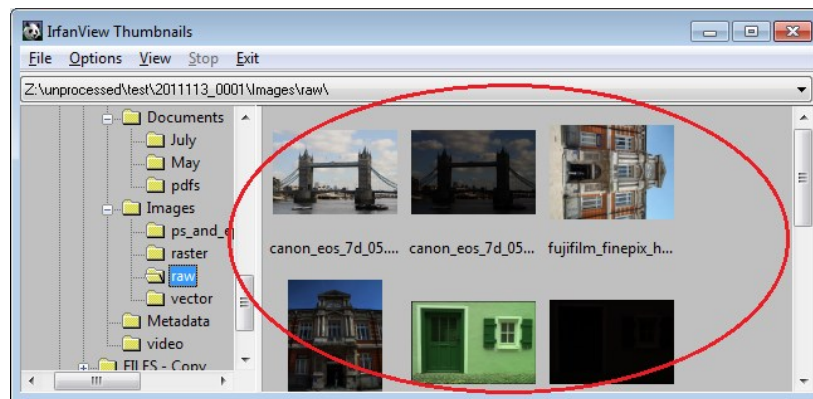 IrfanView Thumbnails
File Options View Stop Exit
Z:\unprocessed\test\2011113_0001\Images\raw\
Documents
July
May
pdfs
Images
ps_and_e
raster
raw
vector
Metadata
video
FILES - Copy
canon_eos_7d_05.... canon_eos_7d_05... fujifilm_finepix_h...